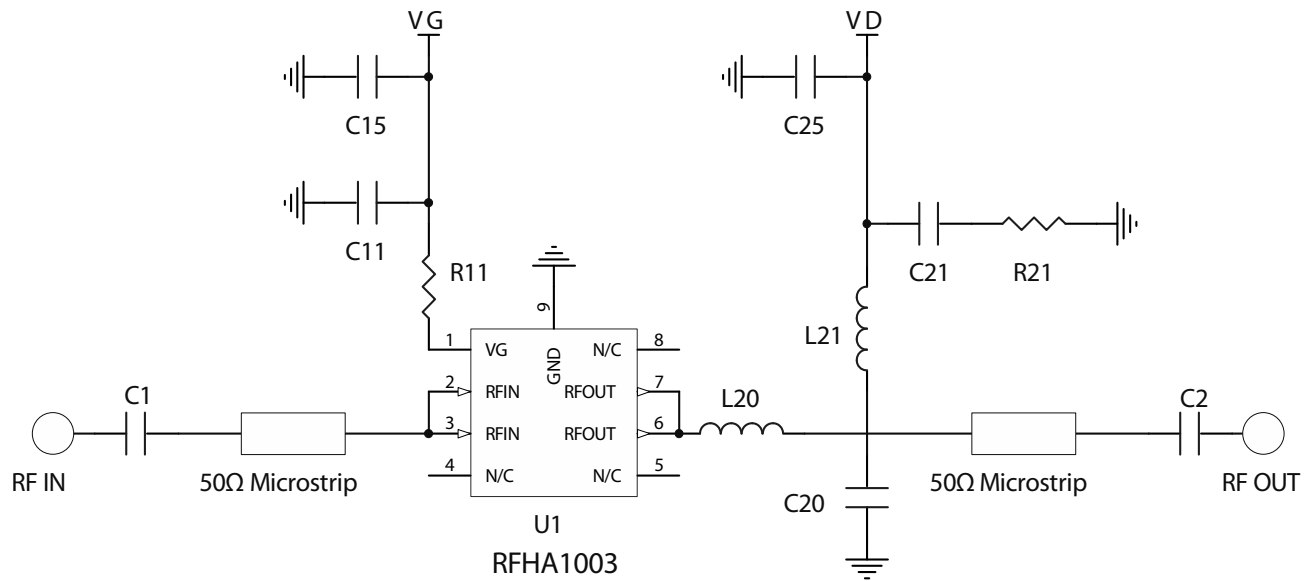 VG
VD
C15
C25
C11
R11
C21
R21
9
L21
1
VG
GND
N/C
8
C1
2
RFIN
RFOUT
7
L20
C2
3
RFIN
RFOUT
6
4
N/C
N/C
5
RF IN
50Ω Microstrip
C20
50Ω Microstrip
RF OUT
U1
RFHA1003